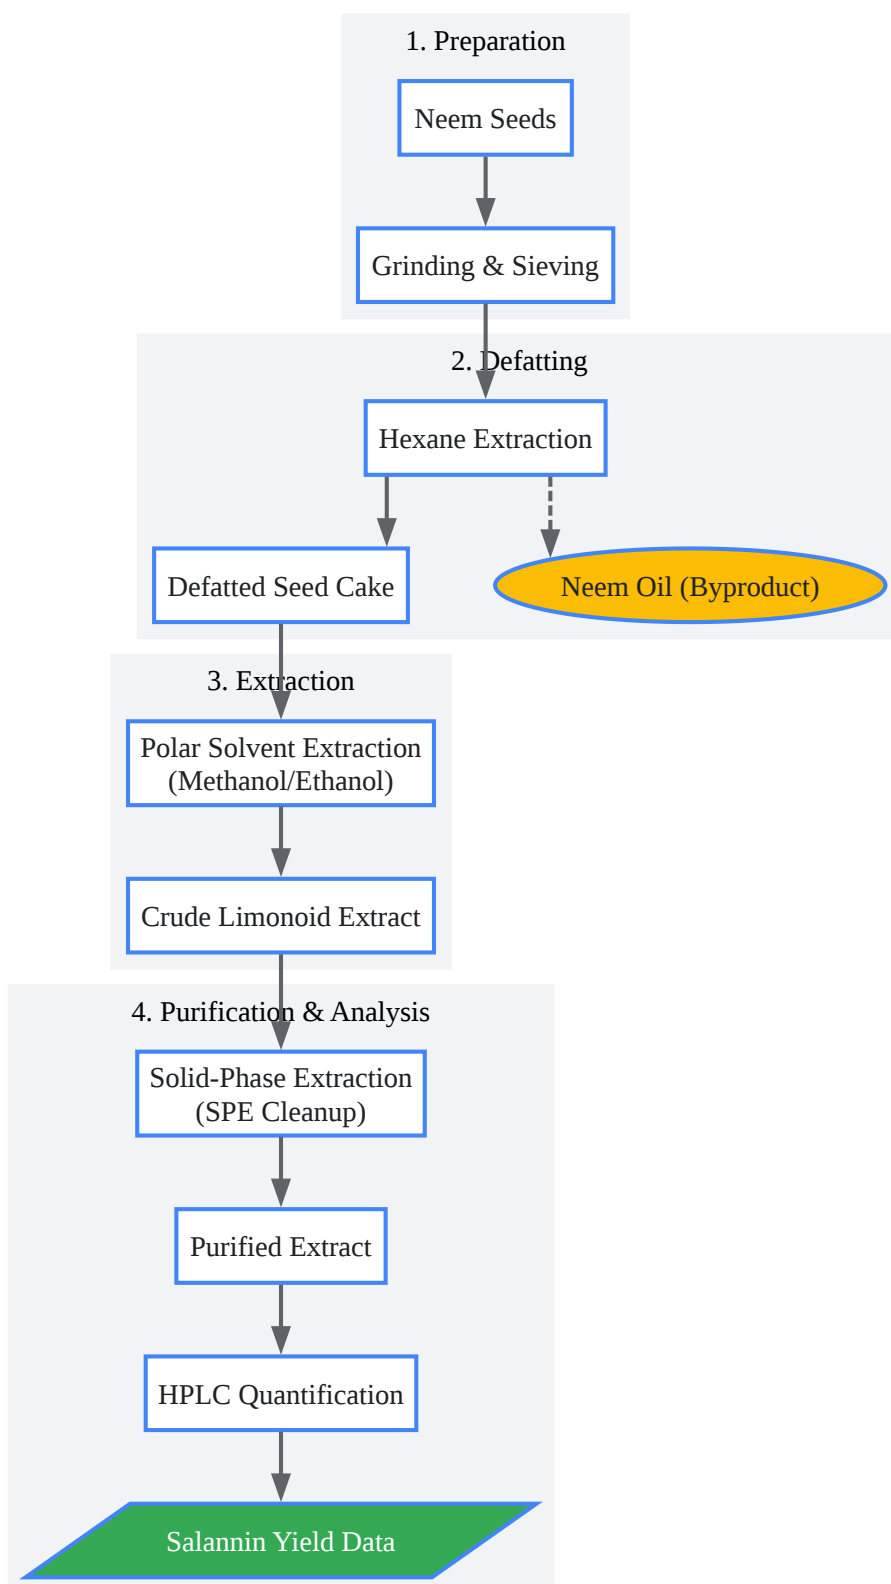 1. Preparation
Neem Seeds
Grinding & Sieving
2. Defatting
Hexane Extraction
Defatted Seed Cake
Neem Oil (Byproduct)
3. Extraction
Polar Solvent Extraction
(Methanol/Ethanol)
Crude Limonoid Extract
4. Purification & Analysis
Solid-Phase Extraction
(SPE Cleanup)
Purified Extract
HPLC Quantification
Salannin Yield Data